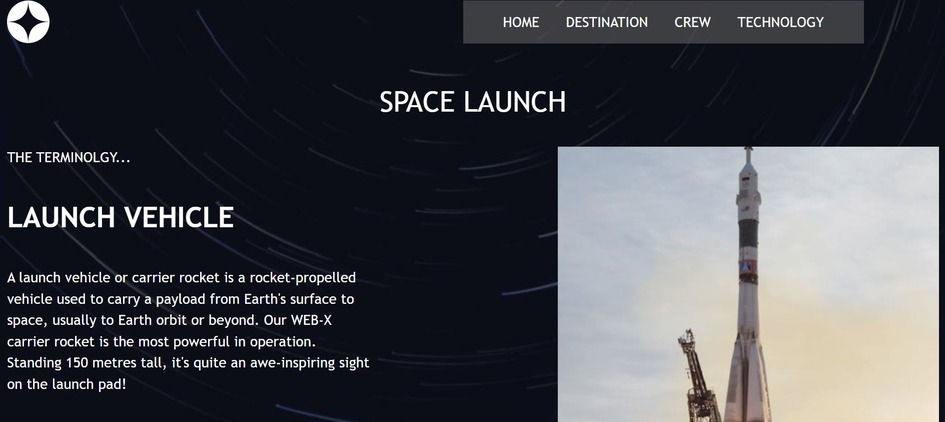 HOME DESTINATION CREW TECHNOLOGY
SPACE LAUNCH
THE TERMINOLGY...
LAUNCH VEHICLE
A launch vehicle or carrier rocket is a rocket-propelled
vehicle used to carry a payload from Earth's surface to
space, usually to Earth orbit or beyond. Our WEB-X
carrier rocket is the most powerful in operation.
Standing 150 metres tall, it's quite an awe-inspiring sight
on the launch pad!